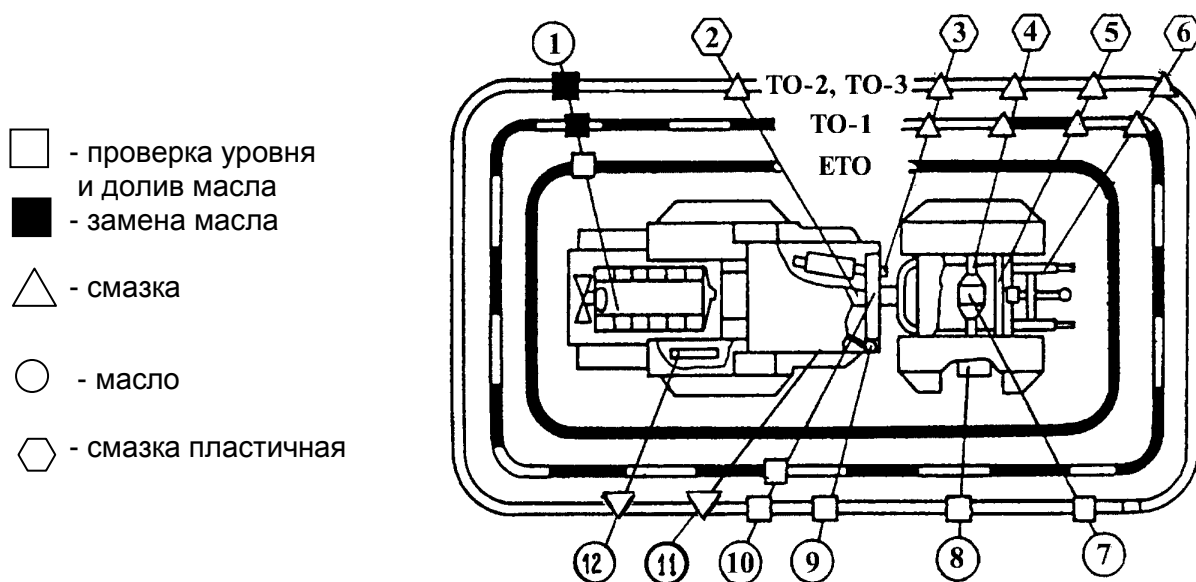 - проверка уровня
и долив масла
- замена масла
- смазка
- масло
- смазка пластичная
1
2
3
4
5
6
ТО-2, ТО-3
ТО-1
ЕТО
12
11
10
9
8
7